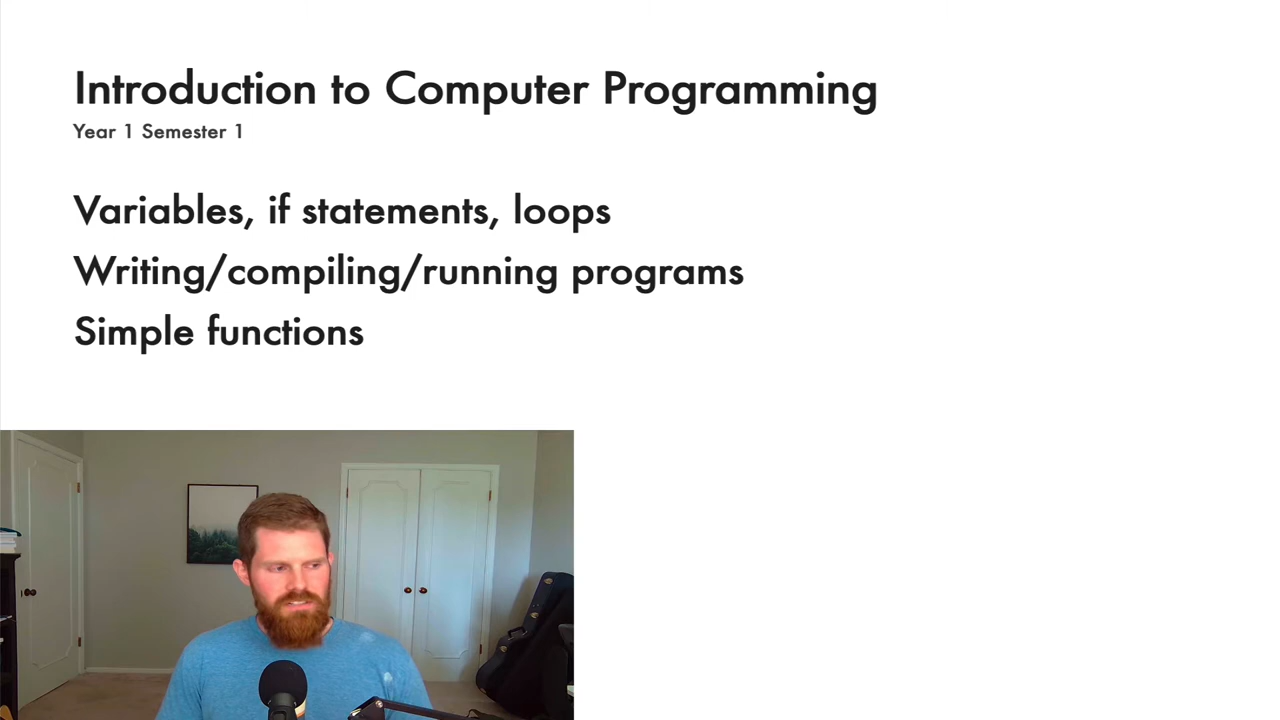 Introduction to Computer Programming
Year 1 Semester 1
Variables, if statements, loops
Writing/compiling/running programs
Simple functions